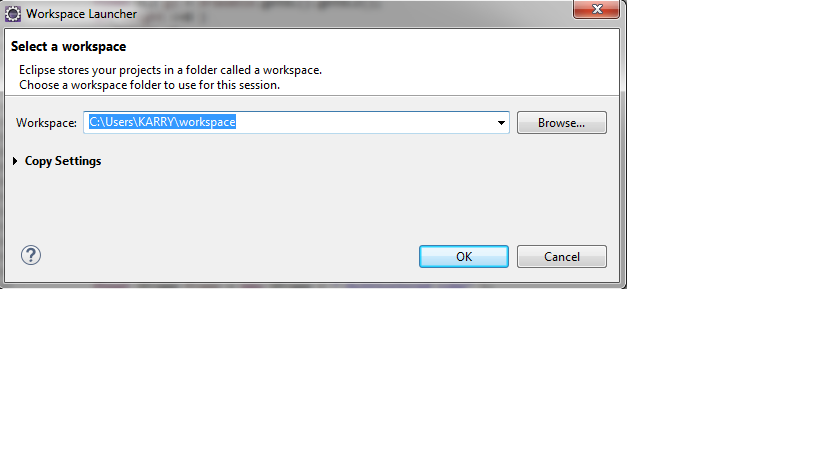 Workspace Launcher
Select a workspace
Eclipse stores your projects in a folder called a workspace.
Choose a workspace folder to use for this session.
Workspace: C:\Users\KARRY\workspace Browse...
Copy Settings
? OK Cancel